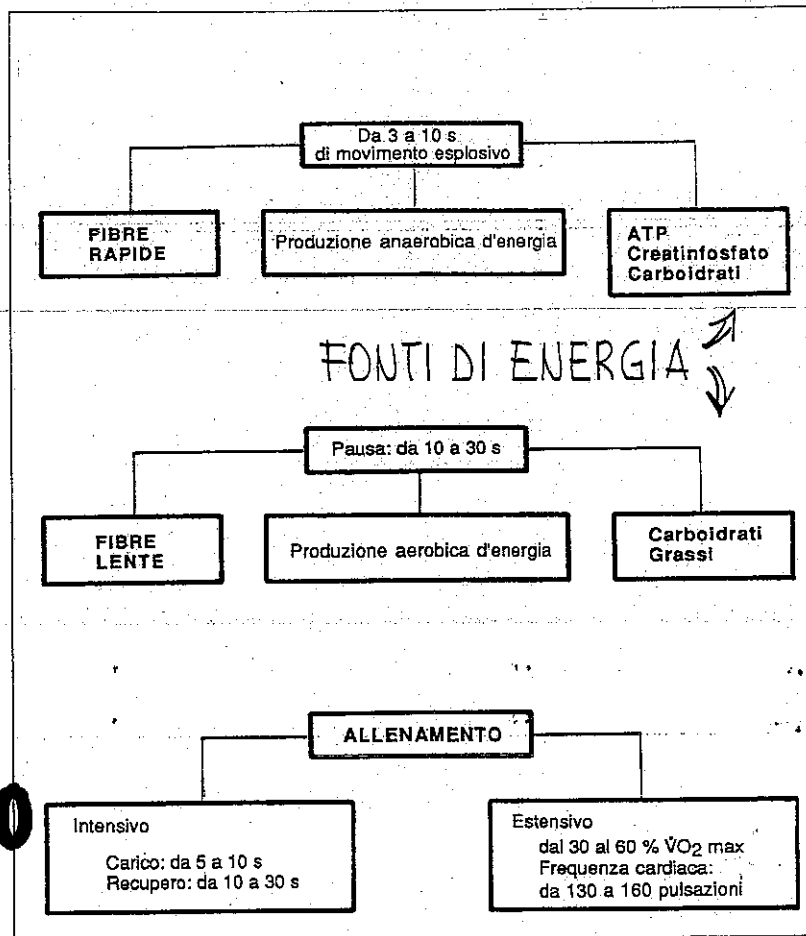 Da 3 a 10 s
di movimento esplosivo
FIBRE
RAPIDE
Produzione anaerobica d'energia
ATP
Creatinfosfato
Carboidrati
FONTI DI ENERGIA
Pausa: da 10 a 30 s
FIBRE
LENTE
Produzione aerobica d'energia
Carboidrati
Grassi
ALLENAMENTO
Intensivo
Carico: da 5 a 10 s
Recupero: da 10 a 30 s
Estensivo
dal 30 al 60 % V̇O₂ max
Frequenza cardiaca:
da 130 a 160 pulsazioni